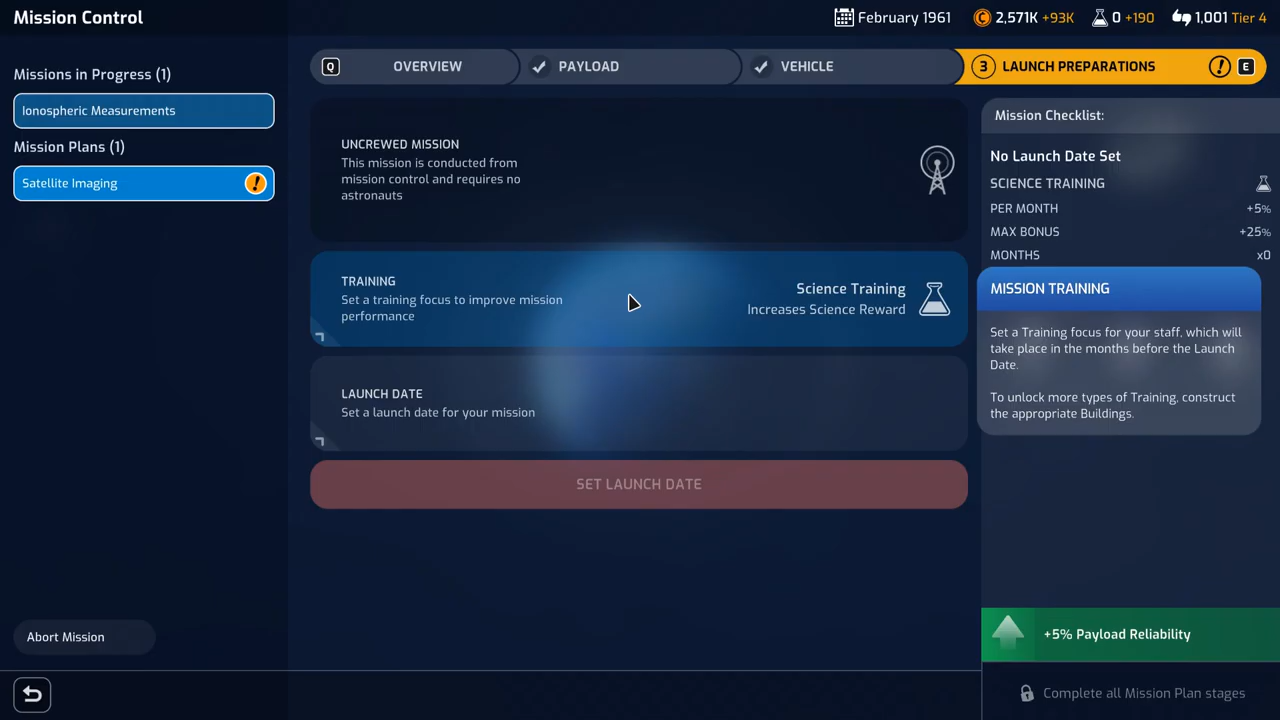 Mission Control
February 1961
2,571K +93K
0 +190
1,001 Tier 4
Missions in Progress (1)
Ionospheric Measurements
Mission Plans (1)
Satellite Imaging
Abort Mission
Q
OVERVIEW
PAYLOAD
VEHICLE
3
LAUNCH PREPARATIONS
E
UNCREWED MISSION
This mission is conducted from
mission control and requires no
astronauts
TRAINING
Set a training focus to improve mission
performance
Science Training
Increases Science Reward
LAUNCH DATE
Set a launch date for your mission
SET LAUNCH DATE
Mission Checklist:
No Launch Date Set
SCIENCE TRAINING
PER MONTH +5%
MAX BONUS +25%
MONTHS x0
MISSION TRAINING
Set a Training focus for your staff, which will
take place in the months before the Launch
Date.
To unlock more types of Training, construct
the appropriate Buildings.
+5% Payload Reliability
Complete all Mission Plan stages